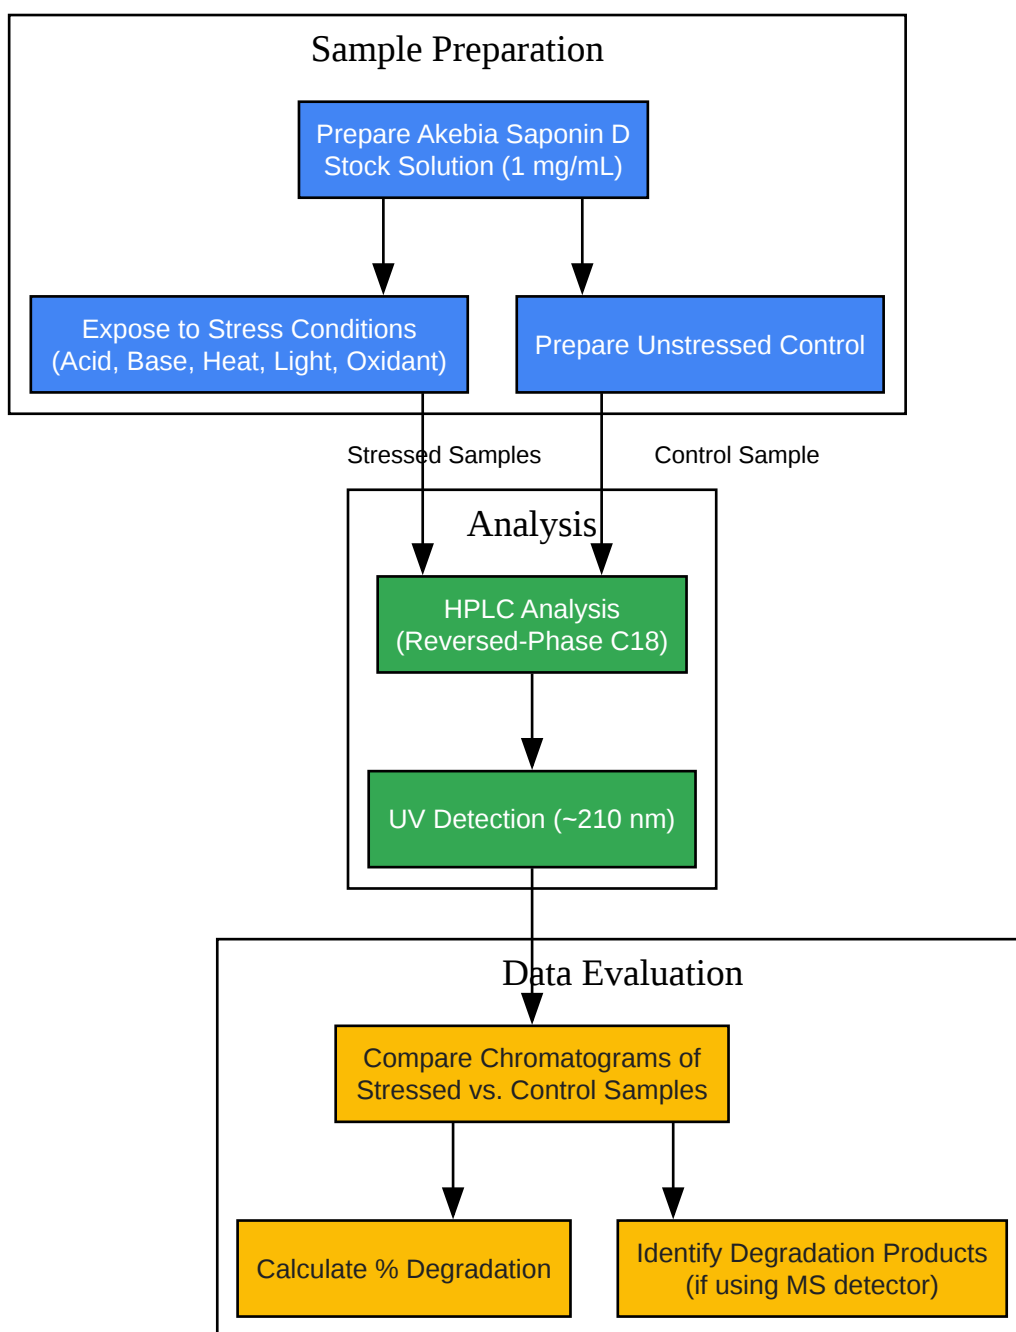 Sample Preparation
Prepare Akebia Saponin D
Stock Solution (1 mg/mL)
Expose to Stress Conditions
(Acid, Base, Heat, Light, Oxidant)
Prepare Unstressed Control
Stressed Samples
Control Sample
Analysis
HPLC Analysis
(Reversed-Phase C18)
UV Detection (~210 nm)
Data Evaluation
Compare Chromatograms of
Stressed vs. Control Samples
Calculate % Degradation
Identify Degradation Products
(if using MS detector)